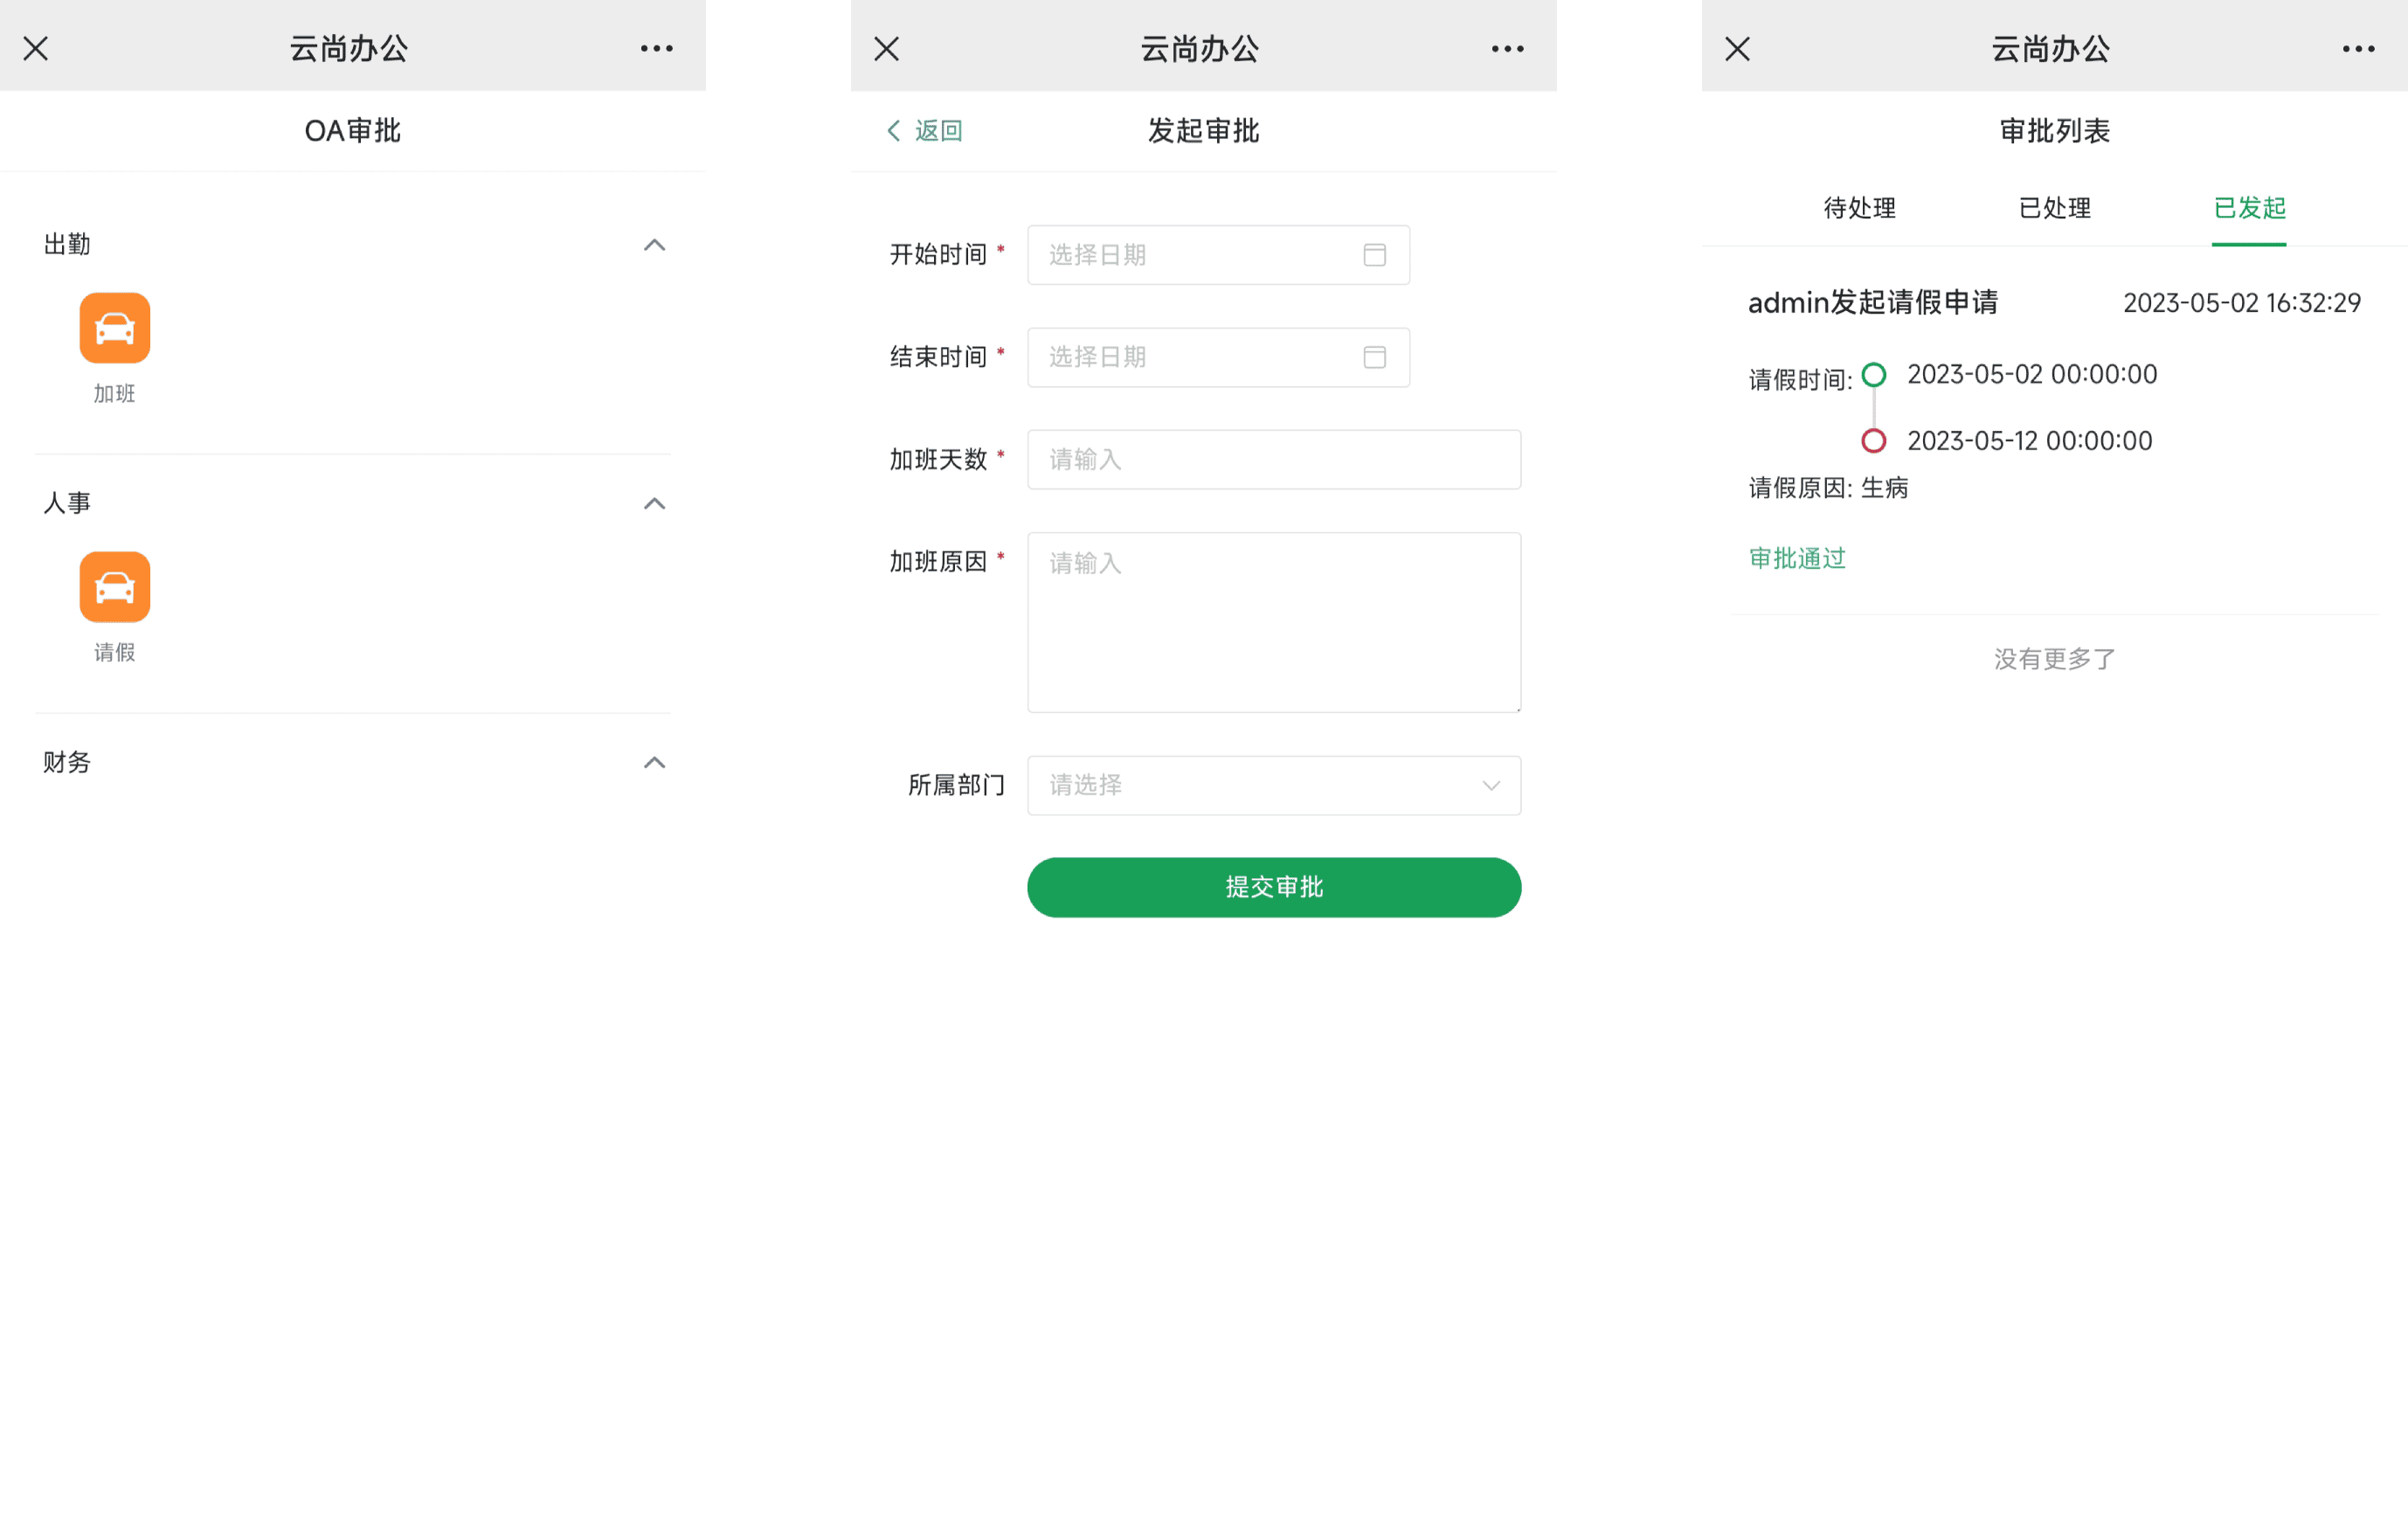 云尚办公
OA审批
出勤
加班
人事
请假
财务
云尚办公
返回
发起审批
开始时间 *
选择日期
结束时间 *
选择日期
加班天数 *
请输入
加班原因 *
请输入
所属部门
请选择
提交审批
云尚办公
审批列表
待处理
已处理
已发起
admin发起请假申请
2023-05-02 16:32:29
请假时间:
2023-05-02 00:00:00
2023-05-12 00:00:00
请假原因: 生病
审批通过
没有更多了